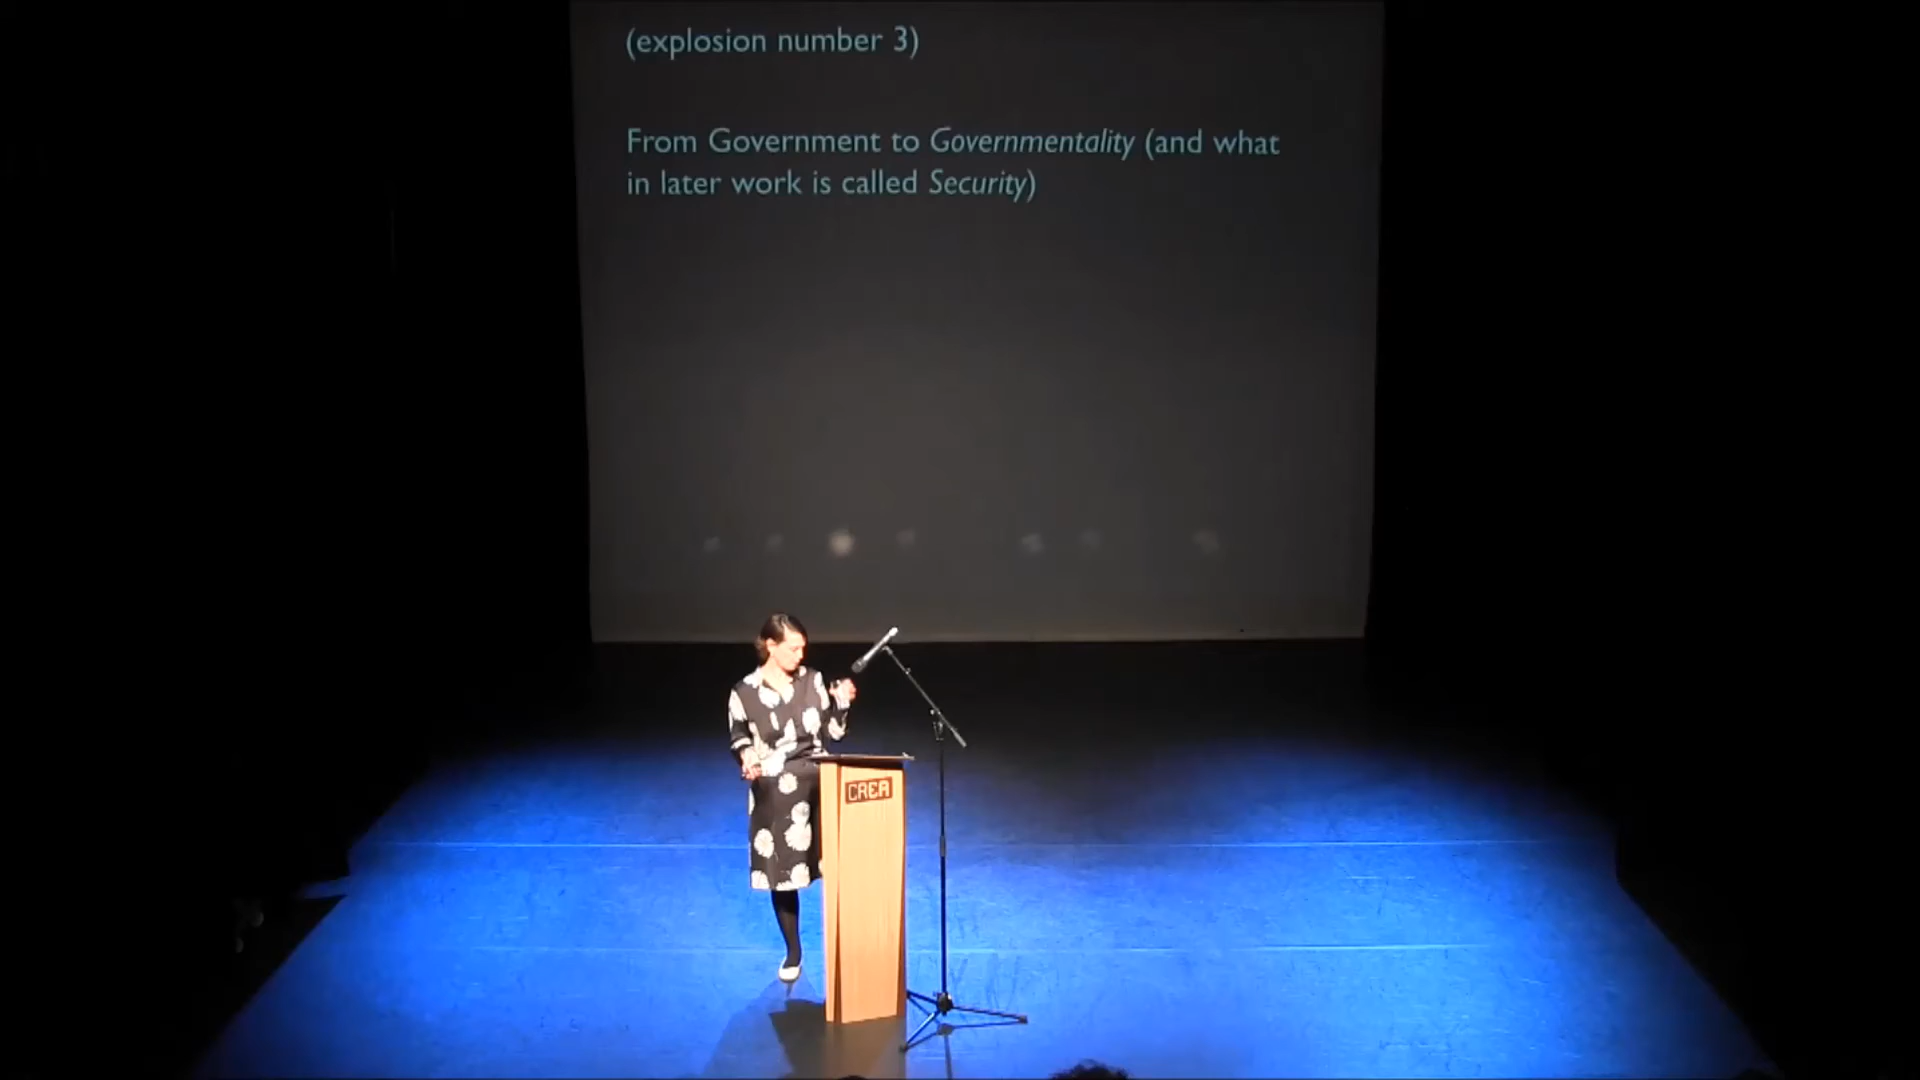 (explosion number 3)
From Government to Governmentality (and what
in later work is called Security)
CREA